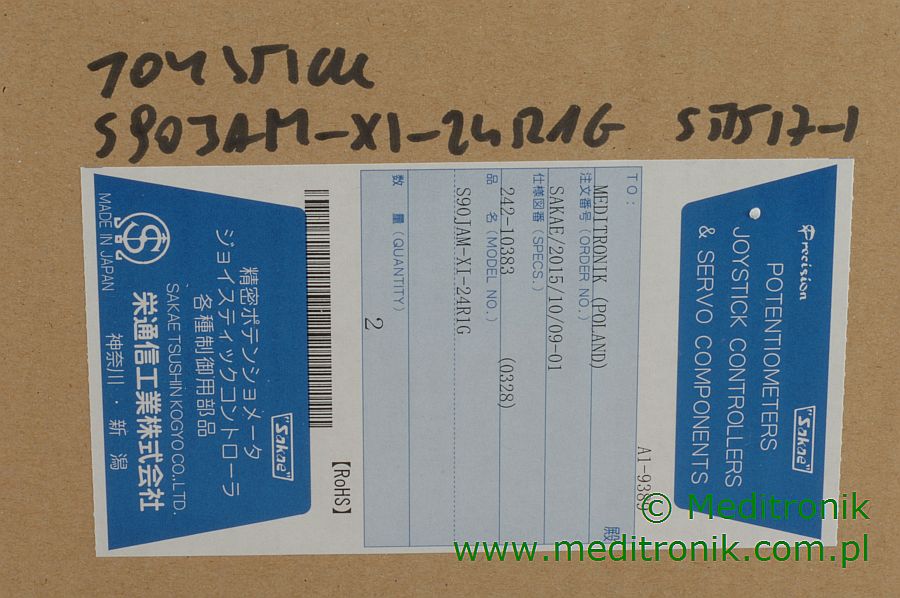 JOYSTICK
S90JAM-XI-24R1G
Precision
POTENTIOMETERS
JOYSTICK CONTROLLERS
& SERVO COMPONENTS
"Sakae"
A1-9389
TO:
MEDITRONIK (POLAND)
殿
注文番号(ORDER NO.)
SAKAE/2015/10/09-01
仕様図番(SPECS.)
242-10383 (0328)
品 名(MODEL NO.)
S90JAM-XI-24R1G
数 量(QUANTITY)
2
【RoHS】
"Sakae"
精密ポテンショメータ
ジョイスティックコントローラ
各種制御用部品
SAKAE TSUSHIN KOGYO CO.,LTD.
栄通信工業株式会社
神奈川・新潟
MADE IN JAPAN
© Meditronik
www.meditronik.com.pl